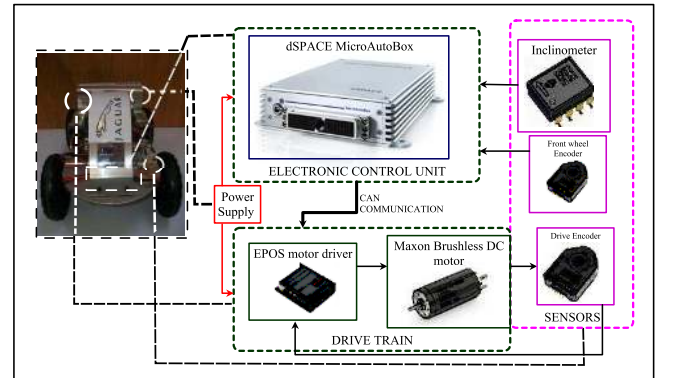 dSPACE MicroAutoBox
ELECTRONIC CONTROL UNIT
Inclinometer
Front wheel
Encoder
JAGUAR
Power
Supply
CAN
COMMUNICATION
EPOS motor driver
Maxon Brushless DC
motor
Drive Encoder
DRIVE TRAIN
SENSORS